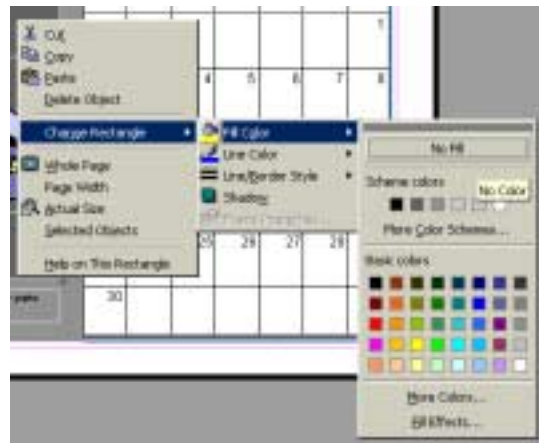 Cut
Copy
Paste
Delete Object
Change Rectangle
Whole Page
Page Width
Actual Size
Selected Objects
Help on This Rectangle
Fill Color
Line Color
Line/Border Style
Shadow
No Fill
Scheme colors
No Color
More Color Schemes...
Basic colors
More Colors...
Fill Effects...
1
4 5 6 7 8
25 26 27 28
30